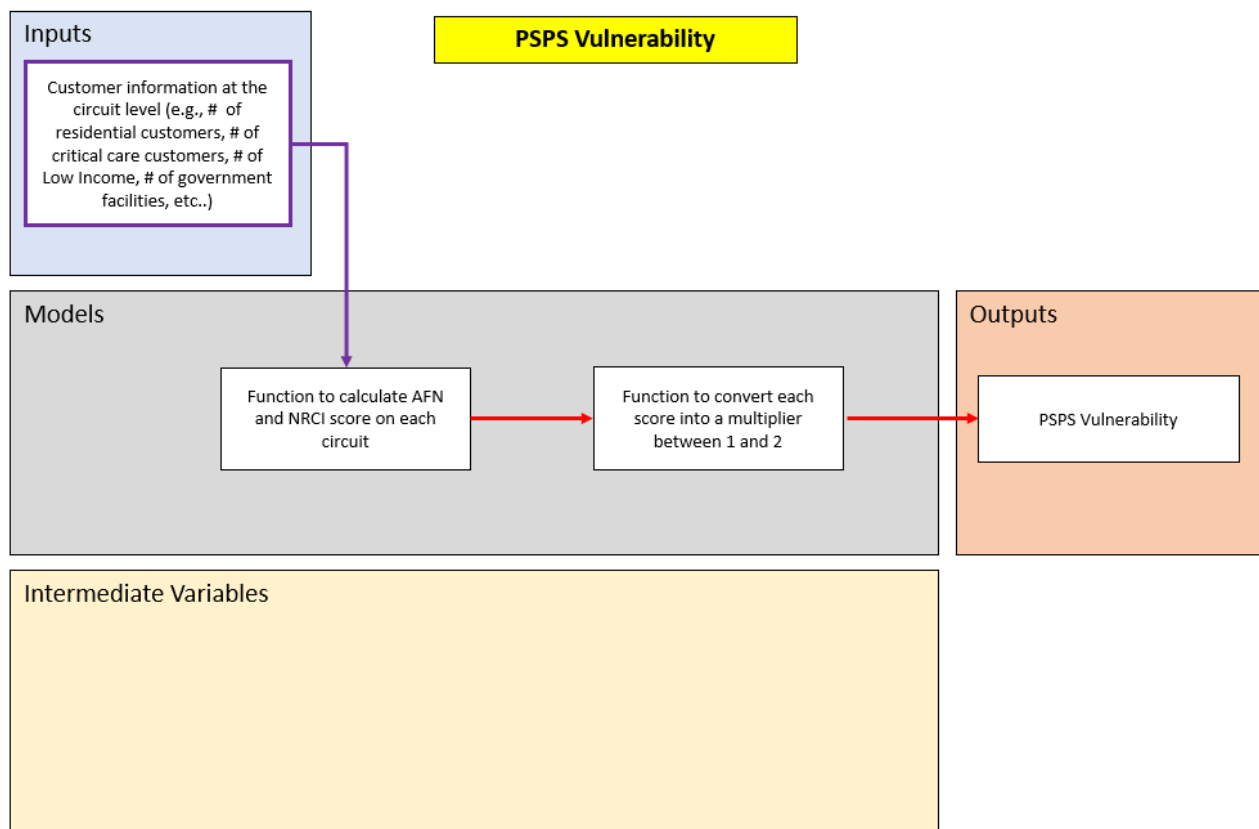 Inputs
PSPS Vulnerability
Customer information at the
circuit level (e.g., # of
residential customers, # of
critical care customers, # of
Low Income, # of government
facilities, etc..)
Models
Function to calculate AFN
and NRCI score on each
circuit
Function to convert each
score into a multiplier
between 1 and 2
Outputs
PSPS Vulnerability
Intermediate Variables